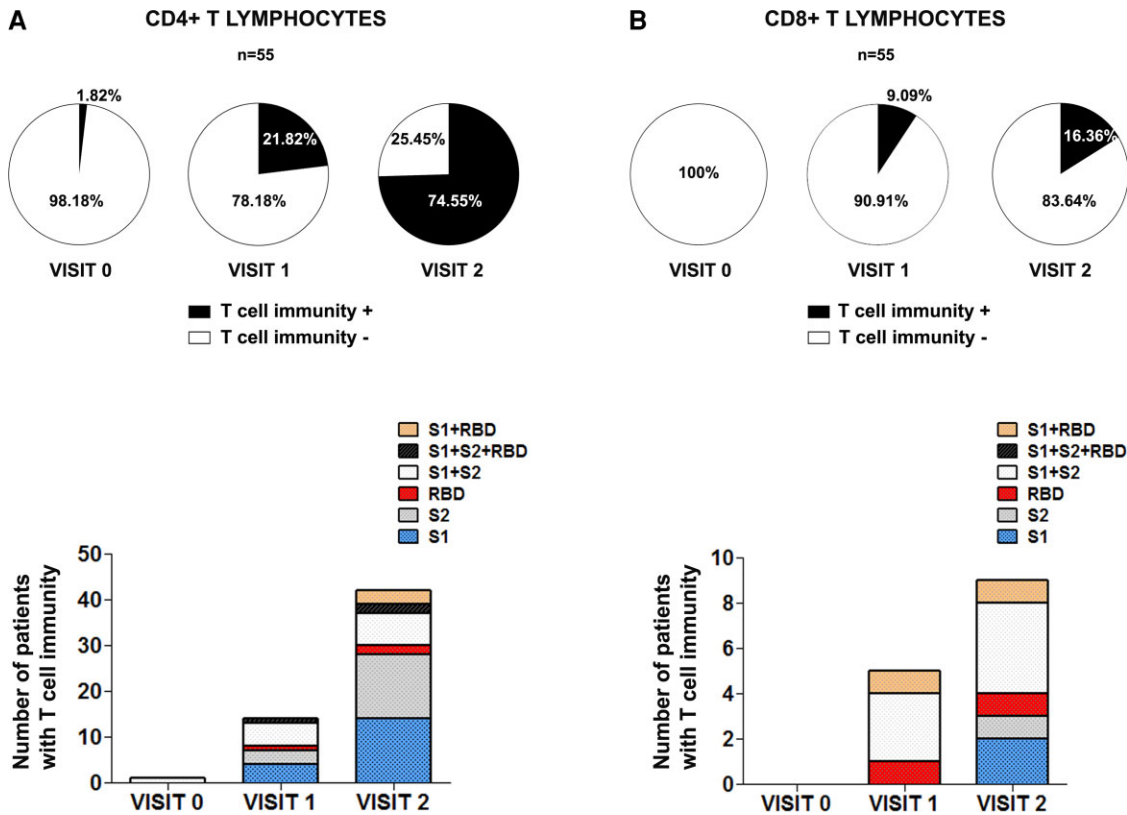 A
CD4+ T LYMPHOCYTES
n=55
1.82%
98.18%
VISIT 0
21.82%
78.18%
VISIT 1
25.45%
74.55%
VISIT 2
T cell immunity +
T cell immunity -
S1+RBD
S1+S2+RBD
S1+S2
RBD
S2
S1
Number of patients
with T cell immunity
50
40
30
20
10
0
VISIT 0
VISIT 1
VISIT 2
B
CD8+ T LYMPHOCYTES
n=55
100%
VISIT 0
9.09%
90.91%
VISIT 1
16.36%
83.64%
VISIT 2
T cell immunity +
T cell immunity -
S1+RBD
S1+S2+RBD
S1+S2
RBD
S2
S1
Number of patients
with T cell immunity
10
8
6
4
2
0
VISIT 0
VISIT 1
VISIT 2